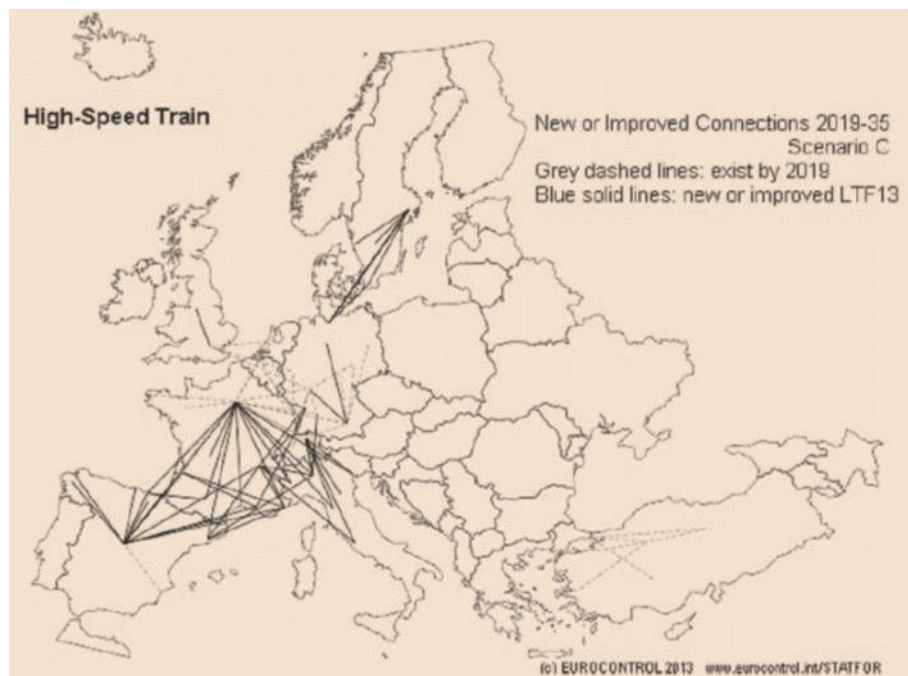 High-Speed Train
New or Improved Connections 2019-35
Scenario C
Grey dashed lines: exist by 2019
Blue solid lines: new or improved LTF13
(c) EUROCONTROL 2013 www.eurocontrol.int/STATFOR